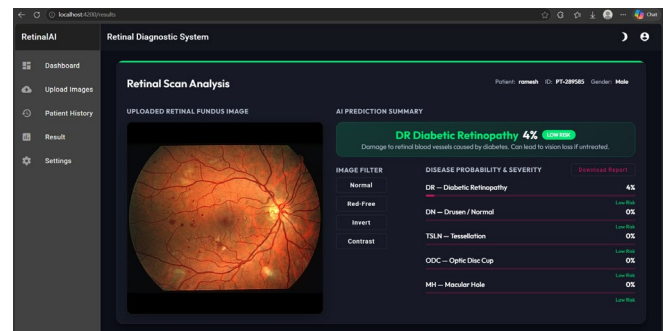 localhost:4200/results
Chat
RetinalAI
Retinal Diagnostic System
Dashboard
Upload Images
Patient History
Result
Settings
Retinal Scan Analysis
Patient: ramesh ID: PT-289585 Gender: Male
UPLOADED RETINAL FUNDUS IMAGE
AI PREDICTION SUMMARY
DR Diabetic Retinopathy 4% LOW RISK
Damage to retinal blood vessels caused by diabetes. Can lead to vision loss if untreated.
IMAGE FILTER
Normal
Red-Free
Invert
Contrast
DISEASE PROBABILITY & SEVERITY
Download Report
DR — Diabetic Retinopathy 4%
Low Risk
DN — Drusen / Normal 0%
Low Risk
TSLN — Tessellation 0%
Low Risk
ODC — Optic Disc Cup 0%
Low Risk
MH — Macular Hole 0%
Low Risk